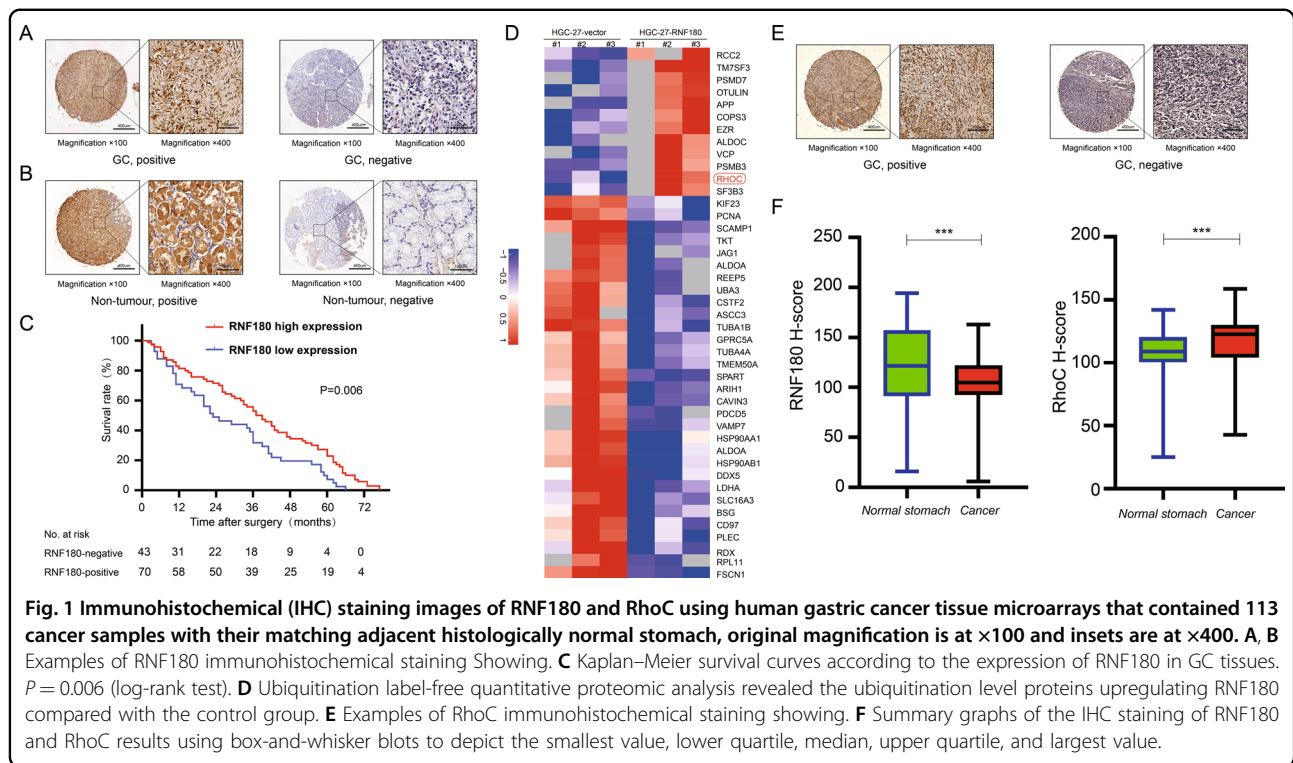 A
400um
Magnification ×100
Magnification ×400
GC, positive
400um
Magnification ×100
Magnification ×400
GC, negative
B
400um
Magnification ×100
Magnification ×400
Non-tumour, positive
400um
Magnification ×100
Magnification ×400
Non-tumour, negative
C
RNF180 high expression
RNF180 low expression
P=0.006
Survival rate (%)
100
80
60
40
20
0
0 12 24 36 48 60 72
Time after surgery (months)
No. at risk
RNF180-negative 43 31 22 18 9 4 0
RNF180-positive 70 58 50 39 25 19 4
D
HGC-27-vector HGC-27-RNF180
#1 #2 #3 #1 #2 #3
RCC2
TM7SF3
PSMD7
OTULIN
APP
COPS3
EZR
ALDOC
VCP
PSMB3
RHOC
SF3B3
KIF23
PCNA
SCAMP1
TKT
JAG1
ALDOA
REEP5
UBA3
CSTF2
ASCC3
TUBA1B
GPRC5A
TUBA4A
TMEM50A
SPART
ARIH1
CAVIN3
PDCD5
VAMP7
HSP90AA1
ALDOA
HSP90AB1
DDX5
LDHA
SLC16A3
BSG
CD97
PLEC
RDX
RPL11
FSCN1
−1
−0.5
0
0.5
1
E
400um
Magnification ×100
Magnification ×400
GC, positive
400um
Magnification ×100
Magnification ×400
GC, negative
F
RNF180 H-score
250
200
150
100
50
0
***
Normal stomach Cancer
RhoC H-score
200
150
100
50
0
***
Normal stomach Cancer
Fig. 1 Immunohistochemical (IHC) staining images of RNF180 and RhoC using human gastric cancer tissue microarrays that contained 113
cancer samples with their matching adjacent histologically normal stomach, original magnification is at ×100 and insets are at ×400. A, B
Examples of RNF180 immunohistochemical staining Showing. C Kaplan–Meier survival curves according to the expression of RNF180 in GC tissues.
P = 0.006 (log-rank test). D Ubiquitination label-free quantitative proteomic analysis revealed the ubiquitination level proteins upregulating RNF180
compared with the control group. E Examples of RhoC immunohistochemical staining showing. F Summary graphs of the IHC staining of RNF180
and RhoC results using box-and-whisker blots to depict the smallest value, lower quartile, median, upper quartile, and largest value.